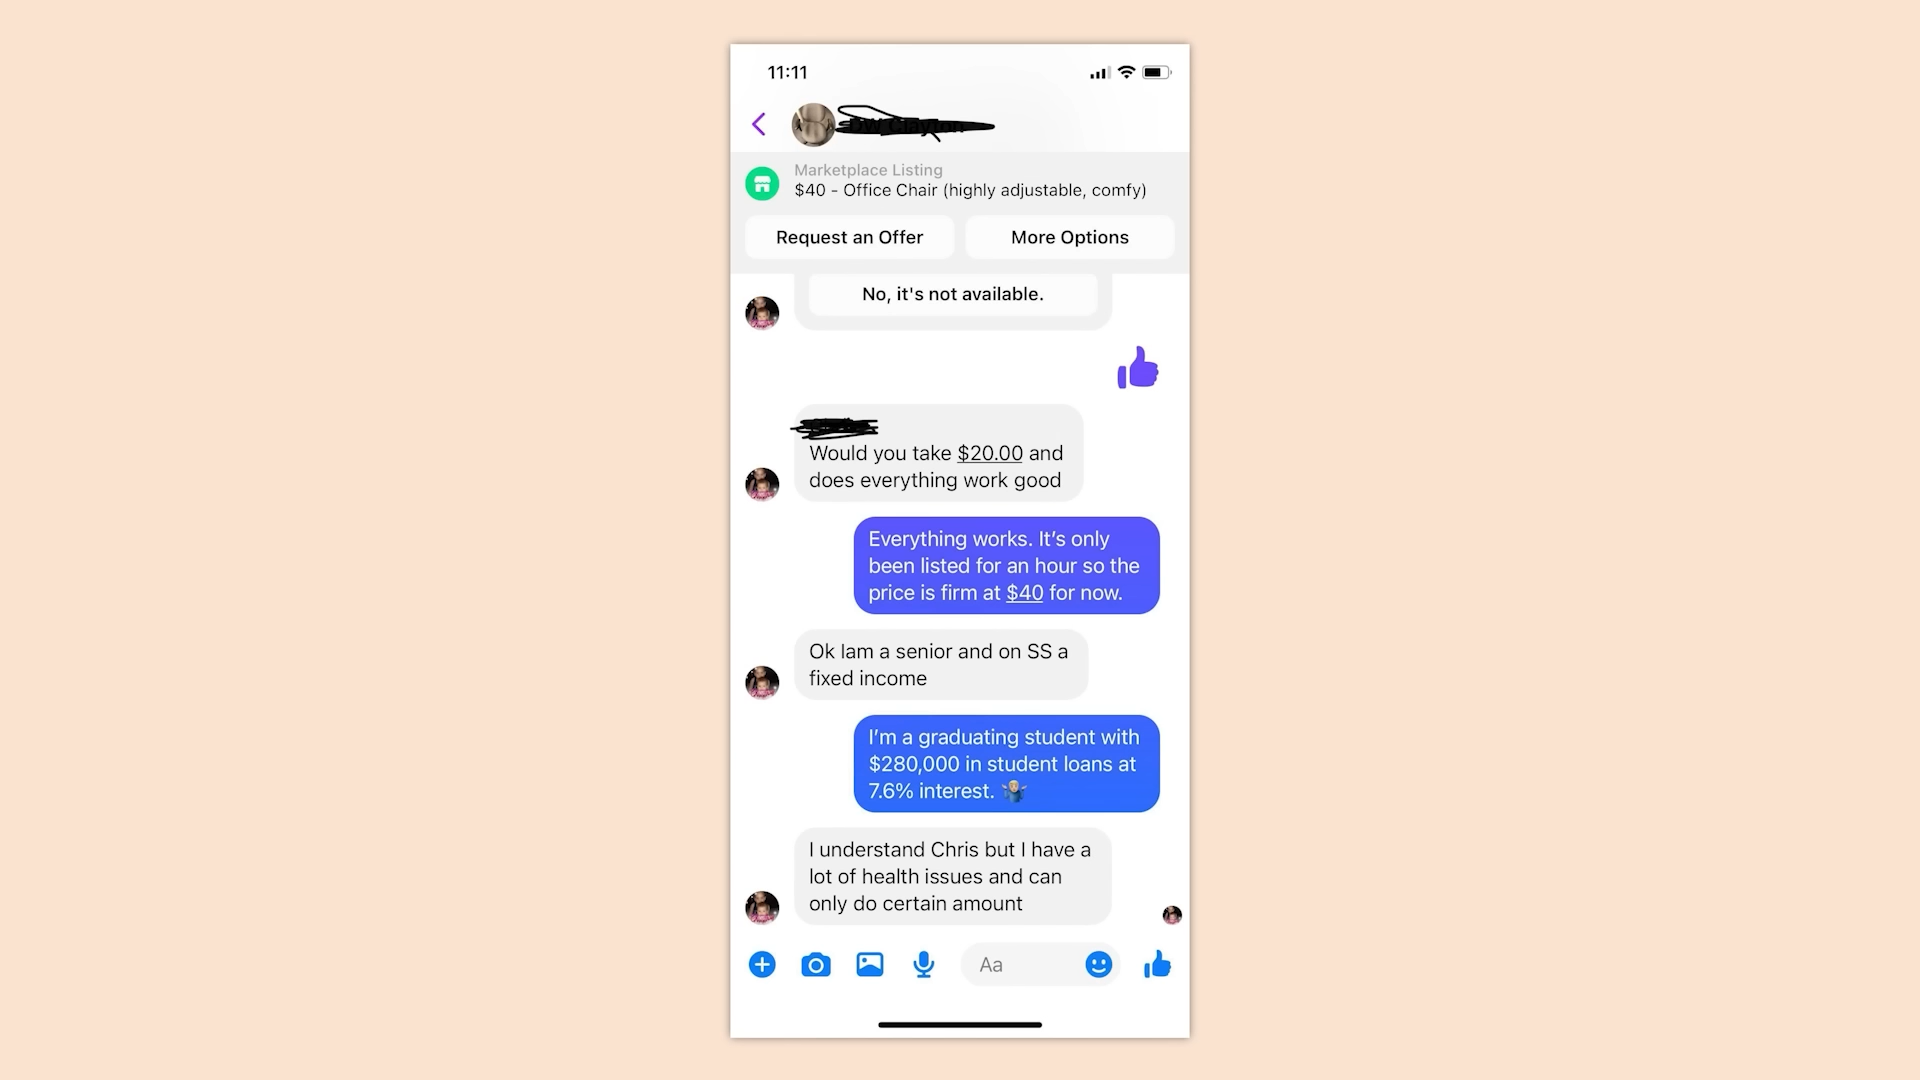 11:11
Marketplace Listing
$40 - Office Chair (highly adjustable, comfy)
Request an Offer
More Options
No, it's not available.
Would you take $20.00 and
does everything work good
Everything works. It’s only
been listed for an hour so the
price is firm at $40 for now.
Ok Iam a senior and on SS a
fixed income
I’m a graduating student with
$280,000 in student loans at
7.6% interest. 🤷🏼‍♂️
I understand Chris but I have a
lot of health issues and can
only do certain amount
Aa